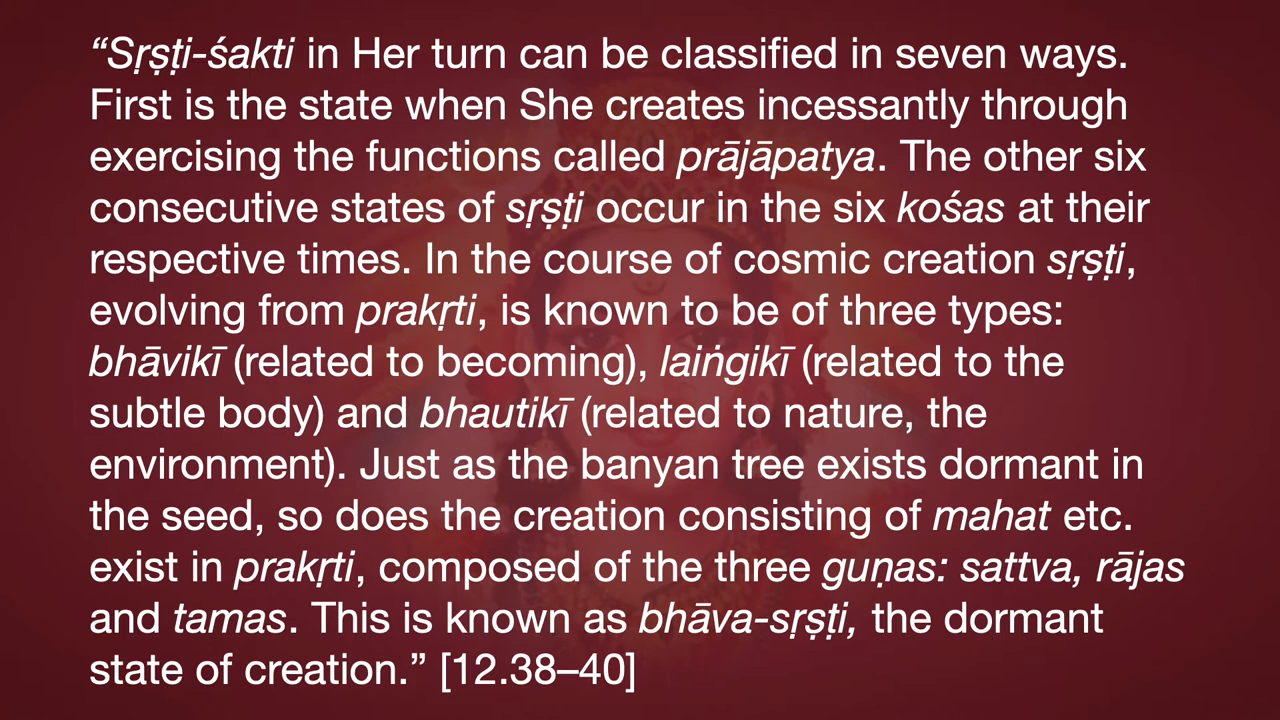 “Sṛṣṭi-śakti in Her turn can be classified in seven ways.
First is the state when She creates incessantly through
exercising the functions called prājāpatya. The other six
consecutive states of sṛṣṭi occur in the six kośas at their
respective times. In the course of cosmic creation sṛṣṭi,
evolving from prakṛti, is known to be of three types:
bhāvikī (related to becoming), laiṅgikī (related to the
subtle body) and bhautikī (related to nature, the
environment). Just as the banyan tree exists dormant in
the seed, so does the creation consisting of mahat etc.
exist in prakṛti, composed of the three guṇas: sattva, rājas
and tamas. This is known as bhāva-sṛṣṭi, the dormant
state of creation.” [12.38–40]